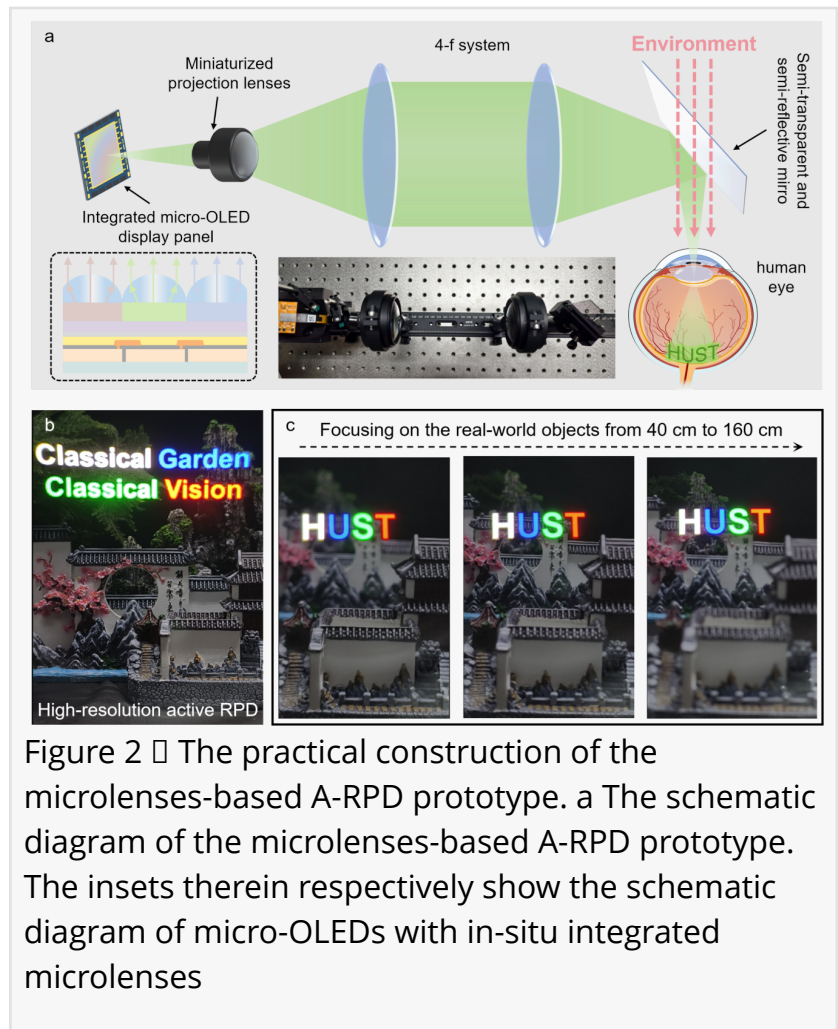 a
4-f system
Environment
Miniaturized
projection lenses
Semi-transparent and
semi-reflective mirro
Integrated micro-OLED
display panel
human
eye
HUST
b
Classical Garden
Classical Vision
High-resolution active RPD
c
Focusing on the real-world objects from 40 cm to 160 cm
HUST
HUST
HUST
Figure 2 ▯ The practical construction of the
microlenses-based A-RPD prototype. a The schematic
diagram of the microlenses-based A-RPD prototype.
The insets therein respectively show the schematic
diagram of micro-OLEDs with in-situ integrated
microlenses